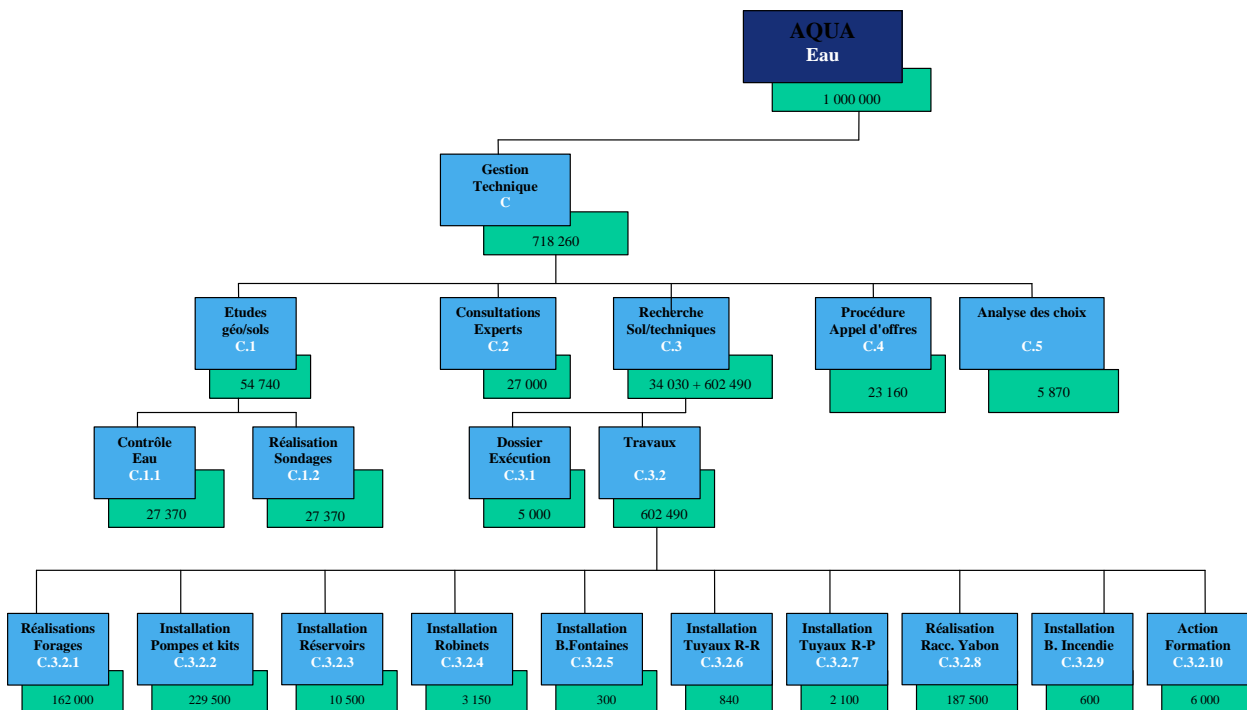 AQUA
Eau
1 000 000
Gestion
Technique
C
718 260
Etudes
géo/sols
C.1
54 740
Consultations
Experts
C.2
27 000
Recherche
Sol/techniques
C.3
34 030 + 602 490
Procédure
Appel d'offres
C.4
23 160
Analyse des choix
C.5
5 870
Contrôle
Eau
C.1.1
27 370
Réalisation
Sondages
C.1.2
27 370
Dossier
Exécution
C.3.1
5 000
Travaux
C.3.2
602 490
Réalisations
Forages
C.3.2.1
162 000
Installation
Pompes et kits
C.3.2.2
229 500
Installation
Réservoirs
C.3.2.3
10 500
Installation
Robinets
C.3.2.4
3 150
Installation
B.Fontaines
C.3.2.5
300
Installation
Tuyaux R-R
C.3.2.6
840
Installation
Tuyaux R-P
C.3.2.7
2 100
Réalisation
Racc. Yabon
C.3.2.8
187 500
Installation
B. Incendie
C.3.2.9
600
Action
Formation
C.3.2.10
6 000